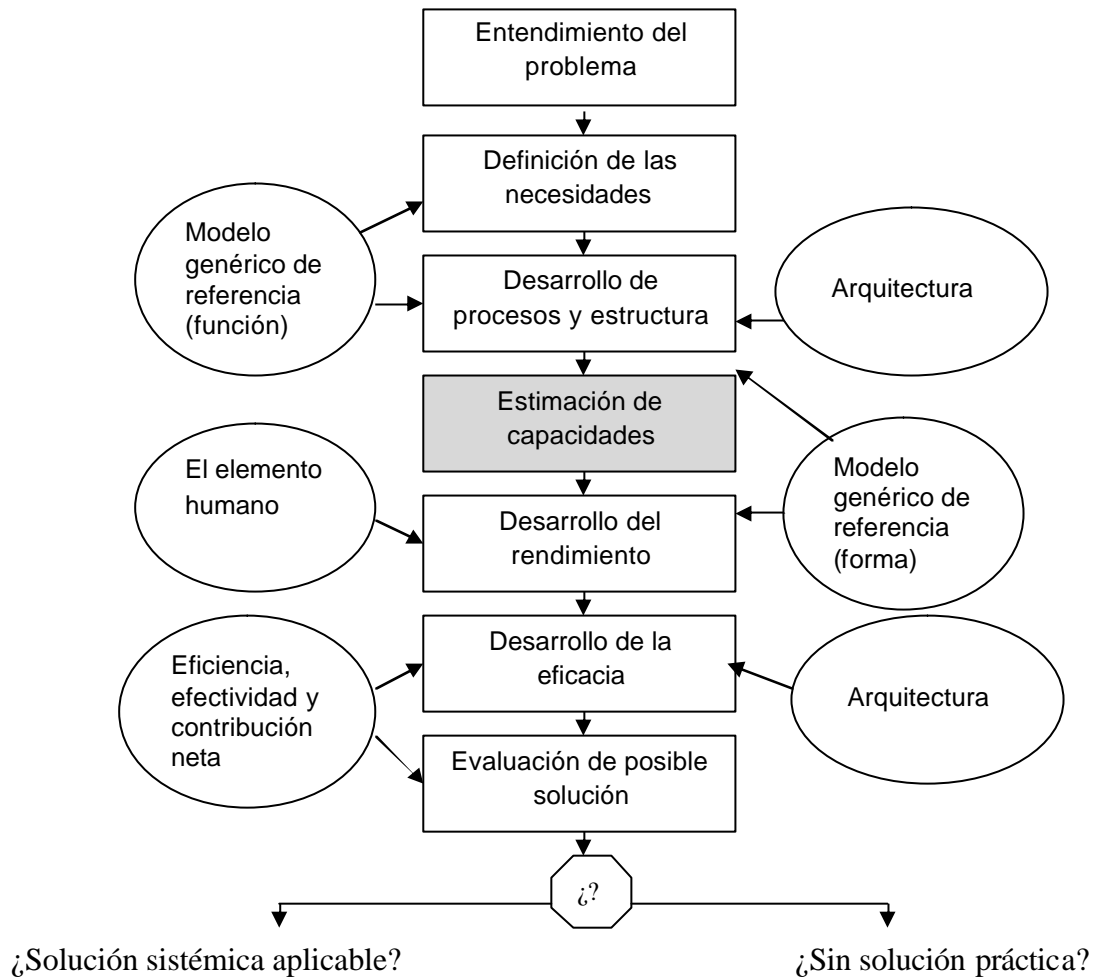 Entendimiento del
problema
Definición de las
necesidades
Modelo
genérico de
referencia
(función)
Desarrollo de
procesos y estructura
Arquitectura
Estimación de
capacidades
El elemento
humano
Modelo
genérico de
referencia
(forma)
Desarrollo del
rendimiento
Desarrollo de la
eficacia
Eficiencia,
efectividad y
contribución
neta
Arquitectura
Evaluación de posible
solución
¿?
¿Solución sistémica aplicable?
¿Sin solución práctica?